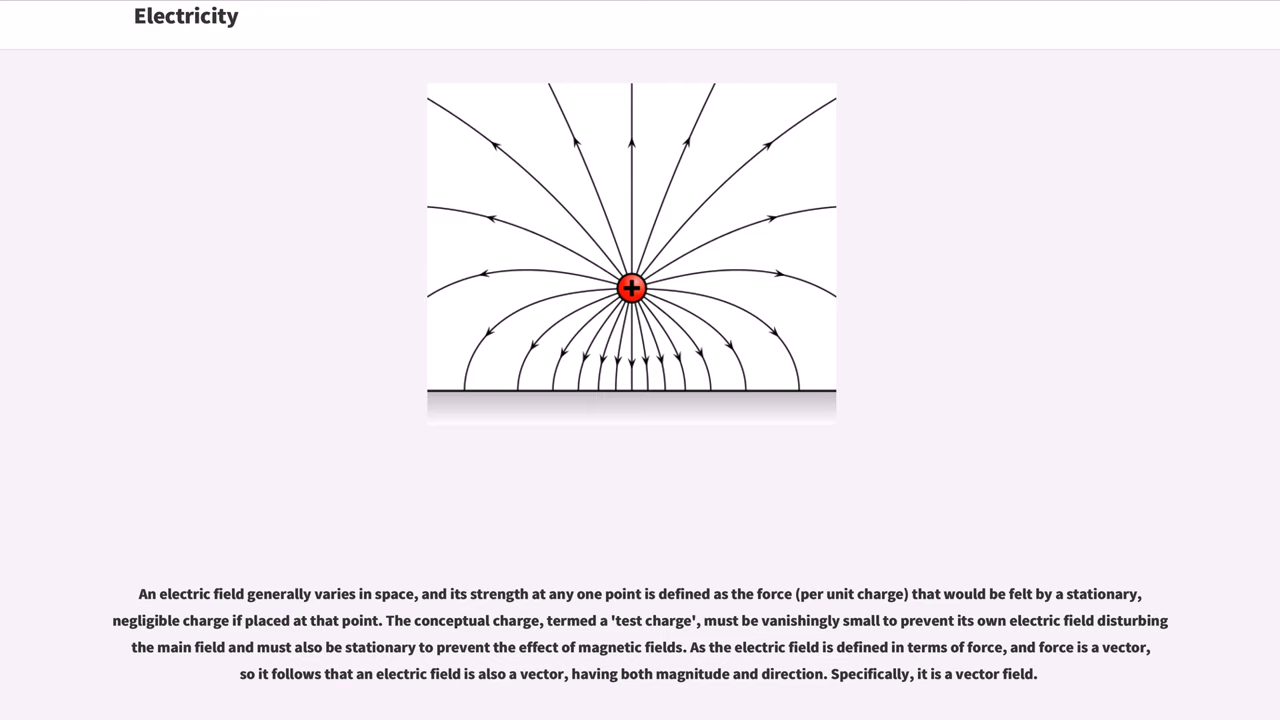 Electricity
+
An electric field generally varies in space, and its strength at any one point is defined as the force (per unit charge) that would be felt by a stationary,
negligible charge if placed at that point. The conceptual charge, termed a 'test charge', must be vanishingly small to prevent its own electric field disturbing
the main field and must also be stationary to prevent the effect of magnetic fields. As the electric field is defined in terms of force, and force is a vector,
so it follows that an electric field is also a vector, having both magnitude and direction. Specifically, it is a vector field.